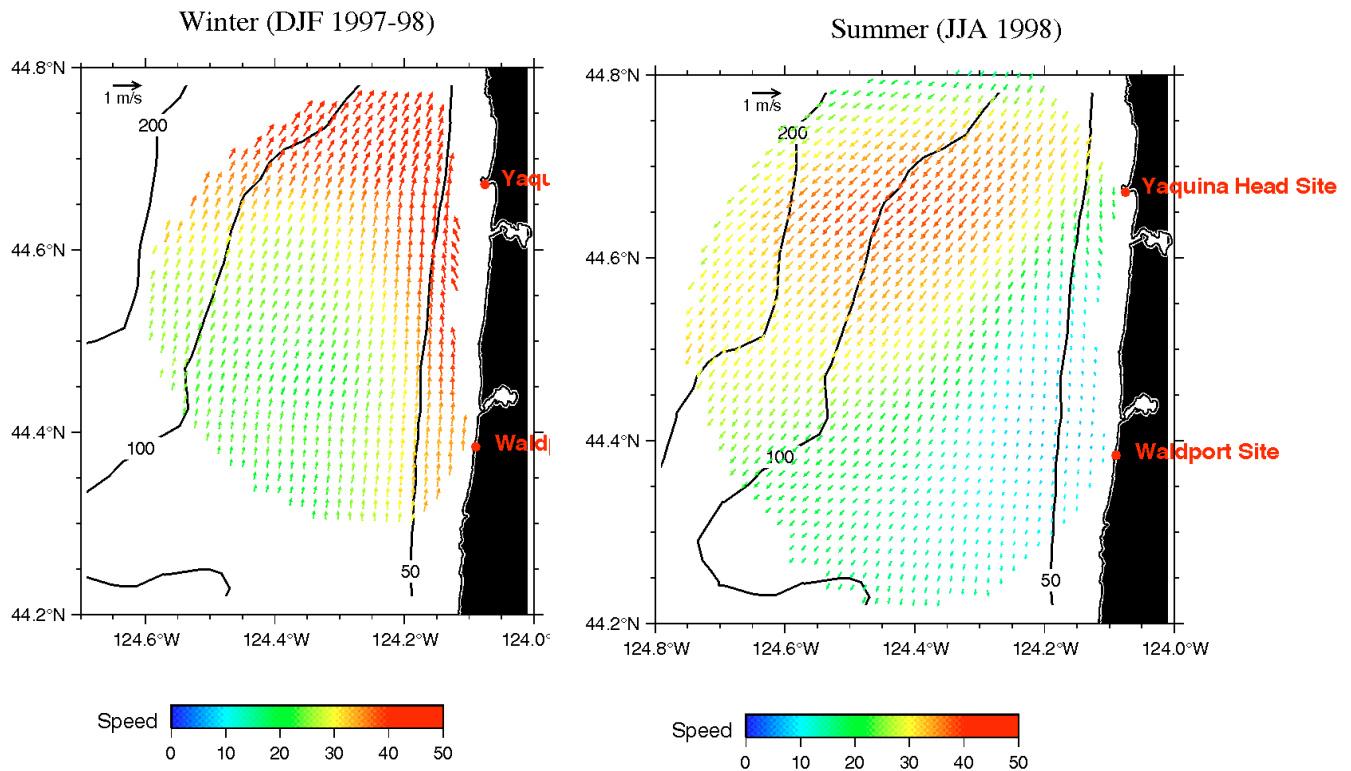 Winter (DJF 1997-98)
44.8°N
44.6°N
44.4°N
44.2°N
1 m/s
200
100
50
Yaqu
Wald
124.6°W
124.4°W
124.2°W
124.0°
Speed
0 10 20 30 40 50
Summer (JJA 1998)
44.8°N
44.6°N
44.4°N
44.2°N
1 m/s
200
100
50
Yaquina Head Site
Waldport Site
124.8°W
124.6°W
124.4°W
124.2°W
124.0°W
Speed
0 10 20 30 40 50